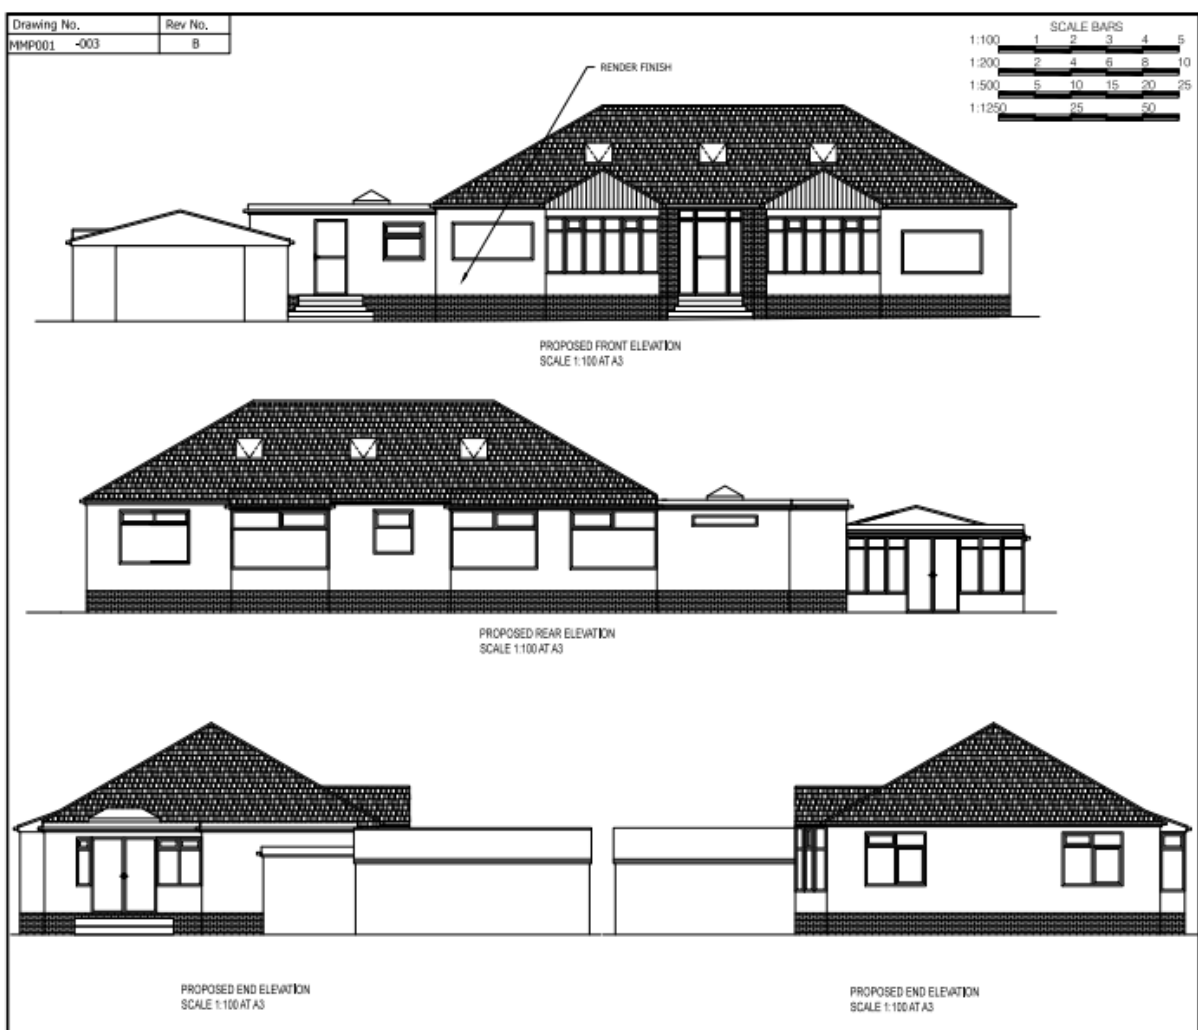 Drawing No. Rev No.
MMP001 -003 B
SCALE BARS
1:100 1 2 3 4 5
1:200 2 4 6 8 10
1:500 5 10 15 20 25
1:1250 25 50
RENDER FINISH
PROPOSED FRONT ELEVATION
SCALE 1:100 AT A3
PROPOSED REAR ELEVATION
SCALE 1:100 AT A3
PROPOSED END ELEVATION
SCALE 1:100 AT A3
PROPOSED END ELEVATION
SCALE 1:100 AT A3